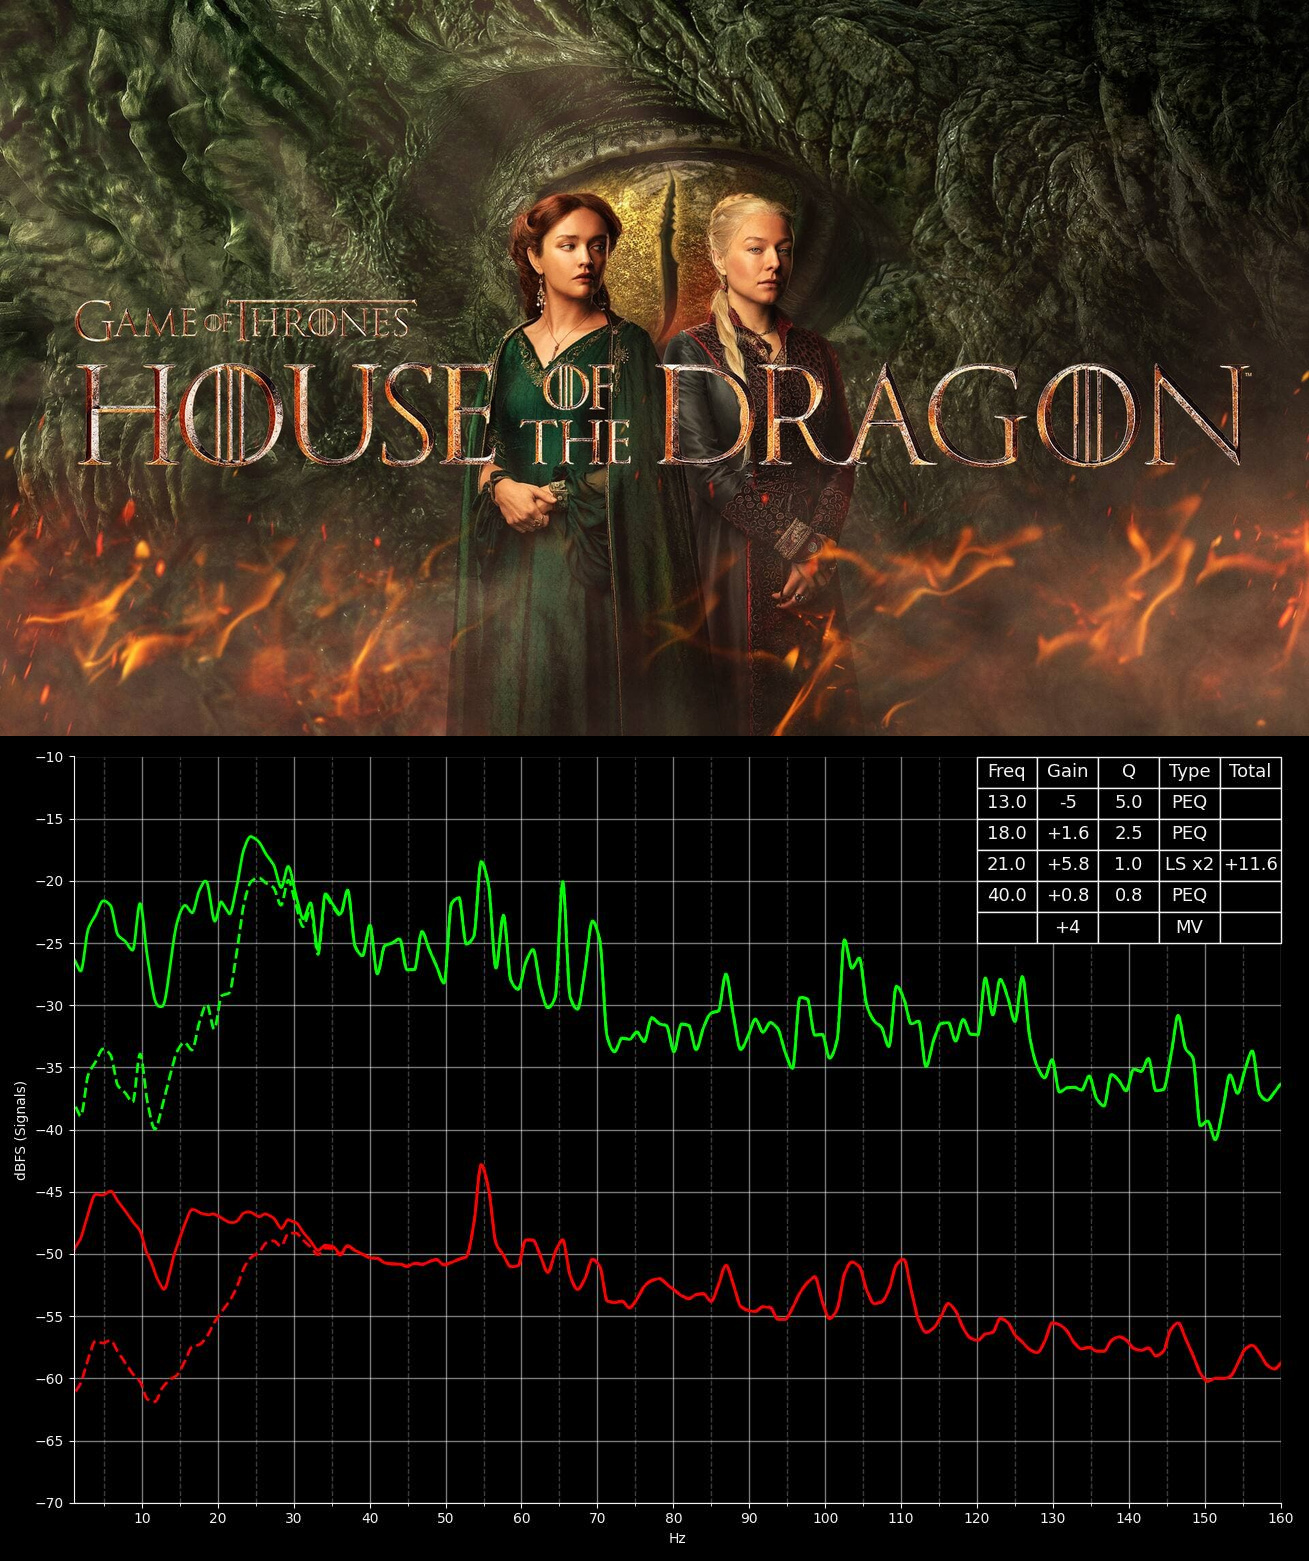 GAME OF THRONES
HOUSE OF THE DRAGON™
Freq Gain Q Type Total
13.0 -5 5.0 PEQ
18.0 +1.6 2.5 PEQ
21.0 +5.8 1.0 LS x2 +11.6
40.0 +0.8 0.8 PEQ
+4 MV
−10
−15
−20
−25
−30
−35
−40
−45
−50
−55
−60
−65
−70
dBFS (Signals)
10 20 30 40 50 60 70 80 90 100 110 120 130 140 150 160
Hz